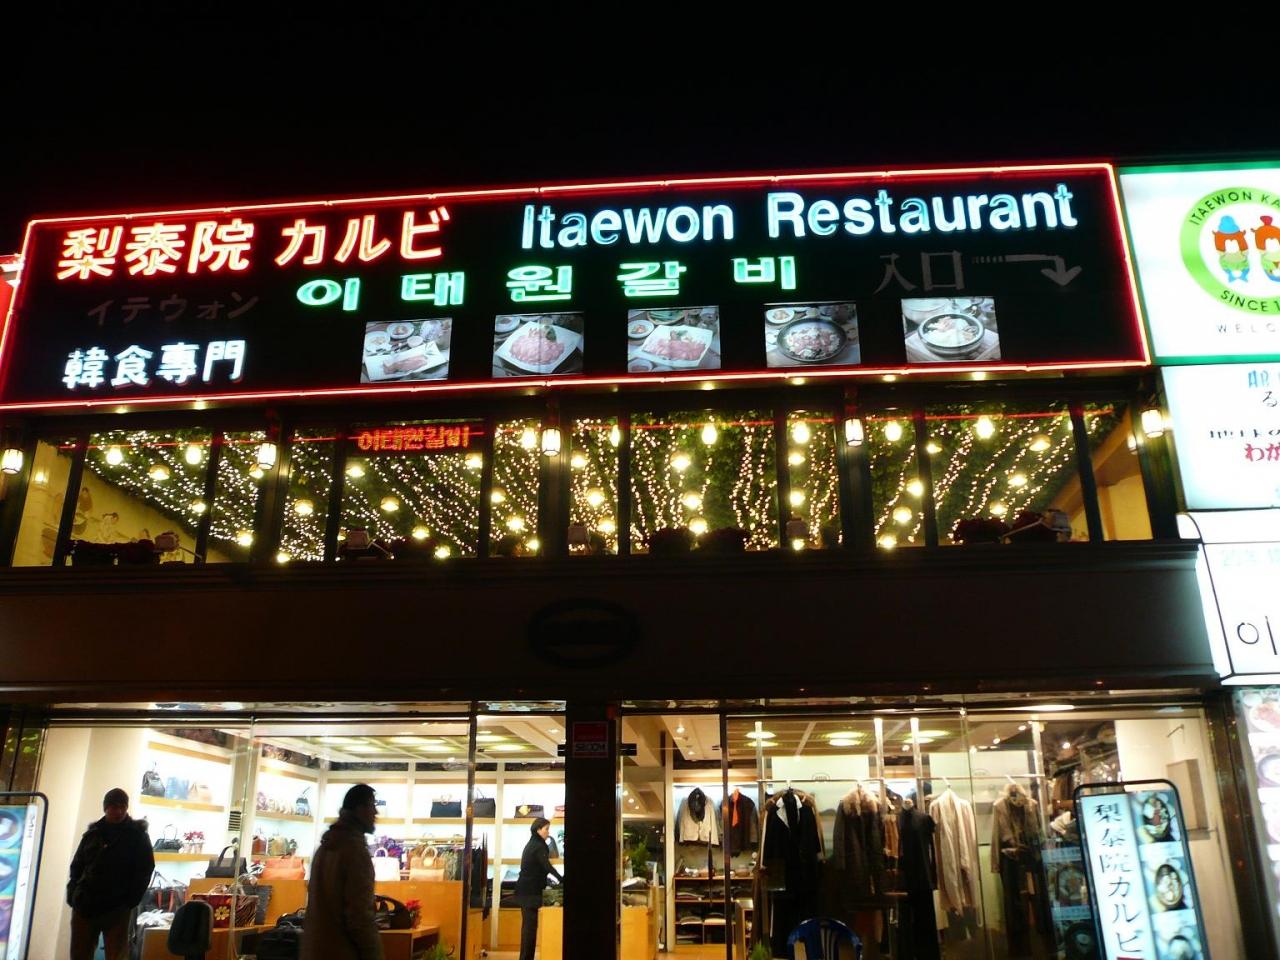 梨泰院 カルビ
Itaewon Restaurant
이태원갈비
入口
イテウォン
韓食専門
이태원갈비
ITAEWON
SINCE
SECOM
梨泰院カルビ